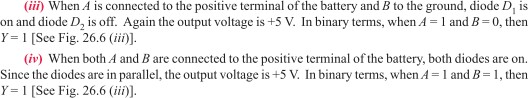 (iii) When A is connected to the positive terminal of the battery and B to the ground, diode D1 is
on and diode D2 is off. Again the output voltage is +5 V. In binary terms, when A = 1 and B = 0, then
Y = 1 [See Fig. 26.6 (iii)].
(iv) When both A and B are connected to the positive terminal of the battery, both diodes are on.
Since the diodes are in parallel, the output voltage is +5 V. In binary terms, when A = 1 and B = 1, then
Y = 1 [See Fig. 26.6 (iii)].